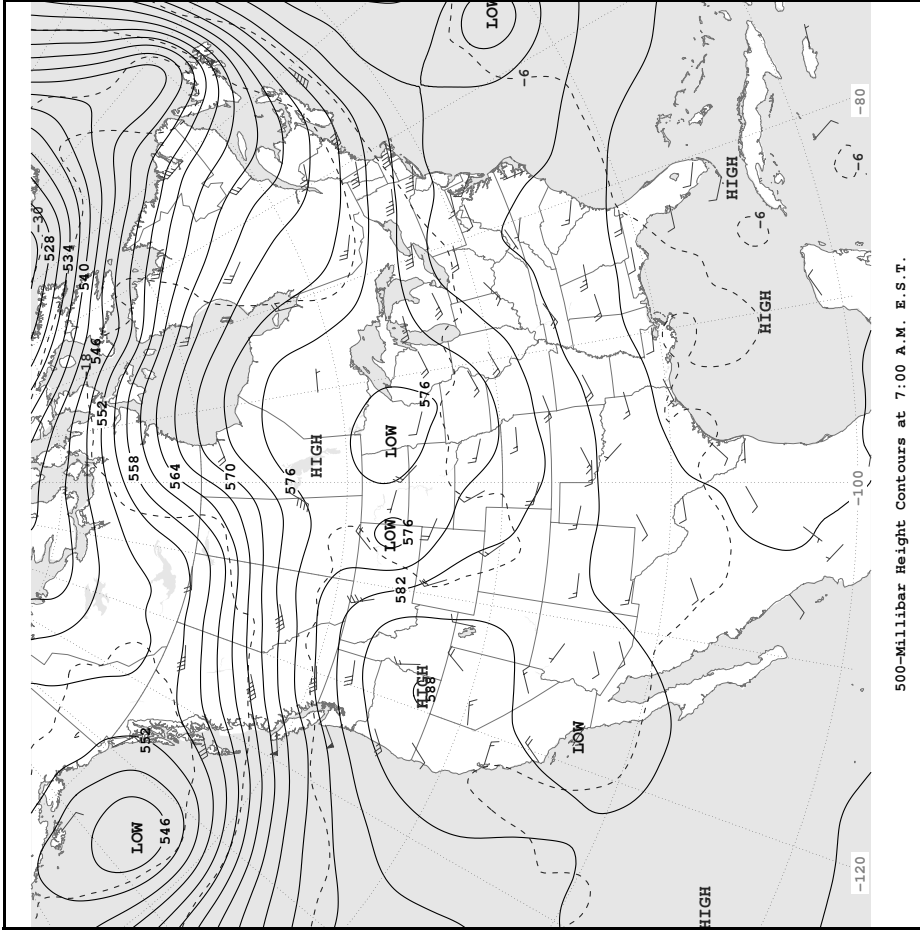 LOW
-6
-80
-30
528
534
540
HIGH
-6
-6
HIGH
-18
546
552
576
558
564
570
576
HIGH
LOW
LOW
576
-100
582
HIGH
588
LOW
552
LOW
546
HIGH
-120
500-Millibar Height Contours at 7:00 A.M. E.S.T.